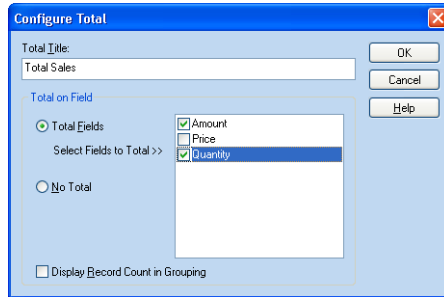 Configure Total
Total Title:
Total Sales
OK
Cancel
Help
Total on Field
Total Fields
Select Fields to Total >>
No Total
Amount
Price
Quantity
Display Record Count in Grouping